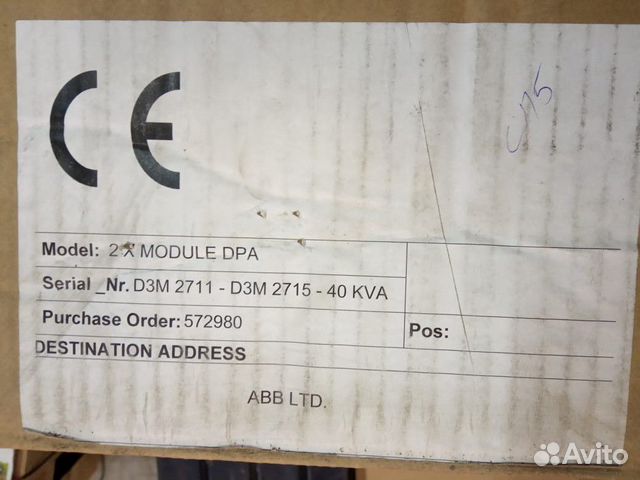 CE
Model: 2 X MODULE DPA
Serial _Nr. D3M 2711 - D3M 2715 - 40 KVA
Purchase Order: 572980
Pos:
DESTINATION ADDRESS
ABB LTD.
Avito